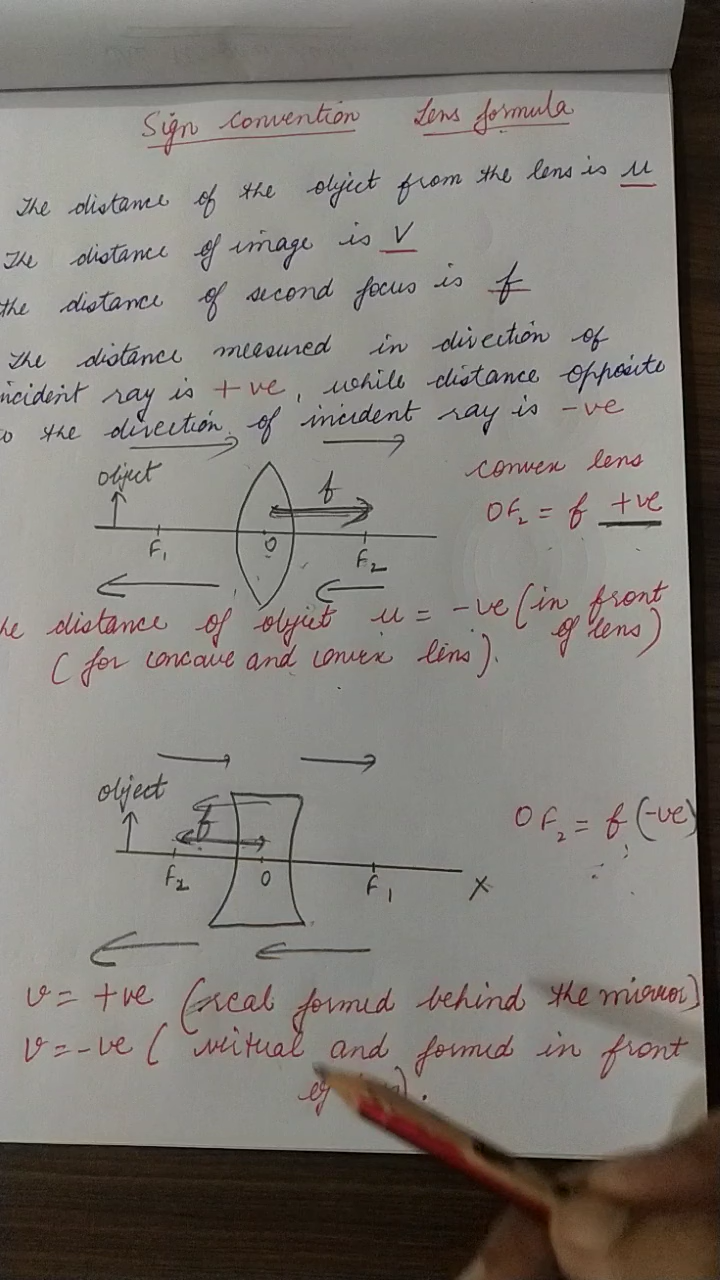 Sign convention Lens formula
The distance of the object from the lens is u
The distance of image is V
the distance of second focus is f
The distance measured in direction of
ncident ray is +ve, while distance opposite
o the direction of incident ray is -ve
object
f
convex lens
OF2 = f +ve
F1 O F2
he distance of object u = -ve (in front of lens)
(for concave and convex lens).
object
f
OF2 = f (-ve)
F2 O F1 X
v = +ve (real formed behind the mirror)
v = -ve ( virtual and formed in front
).